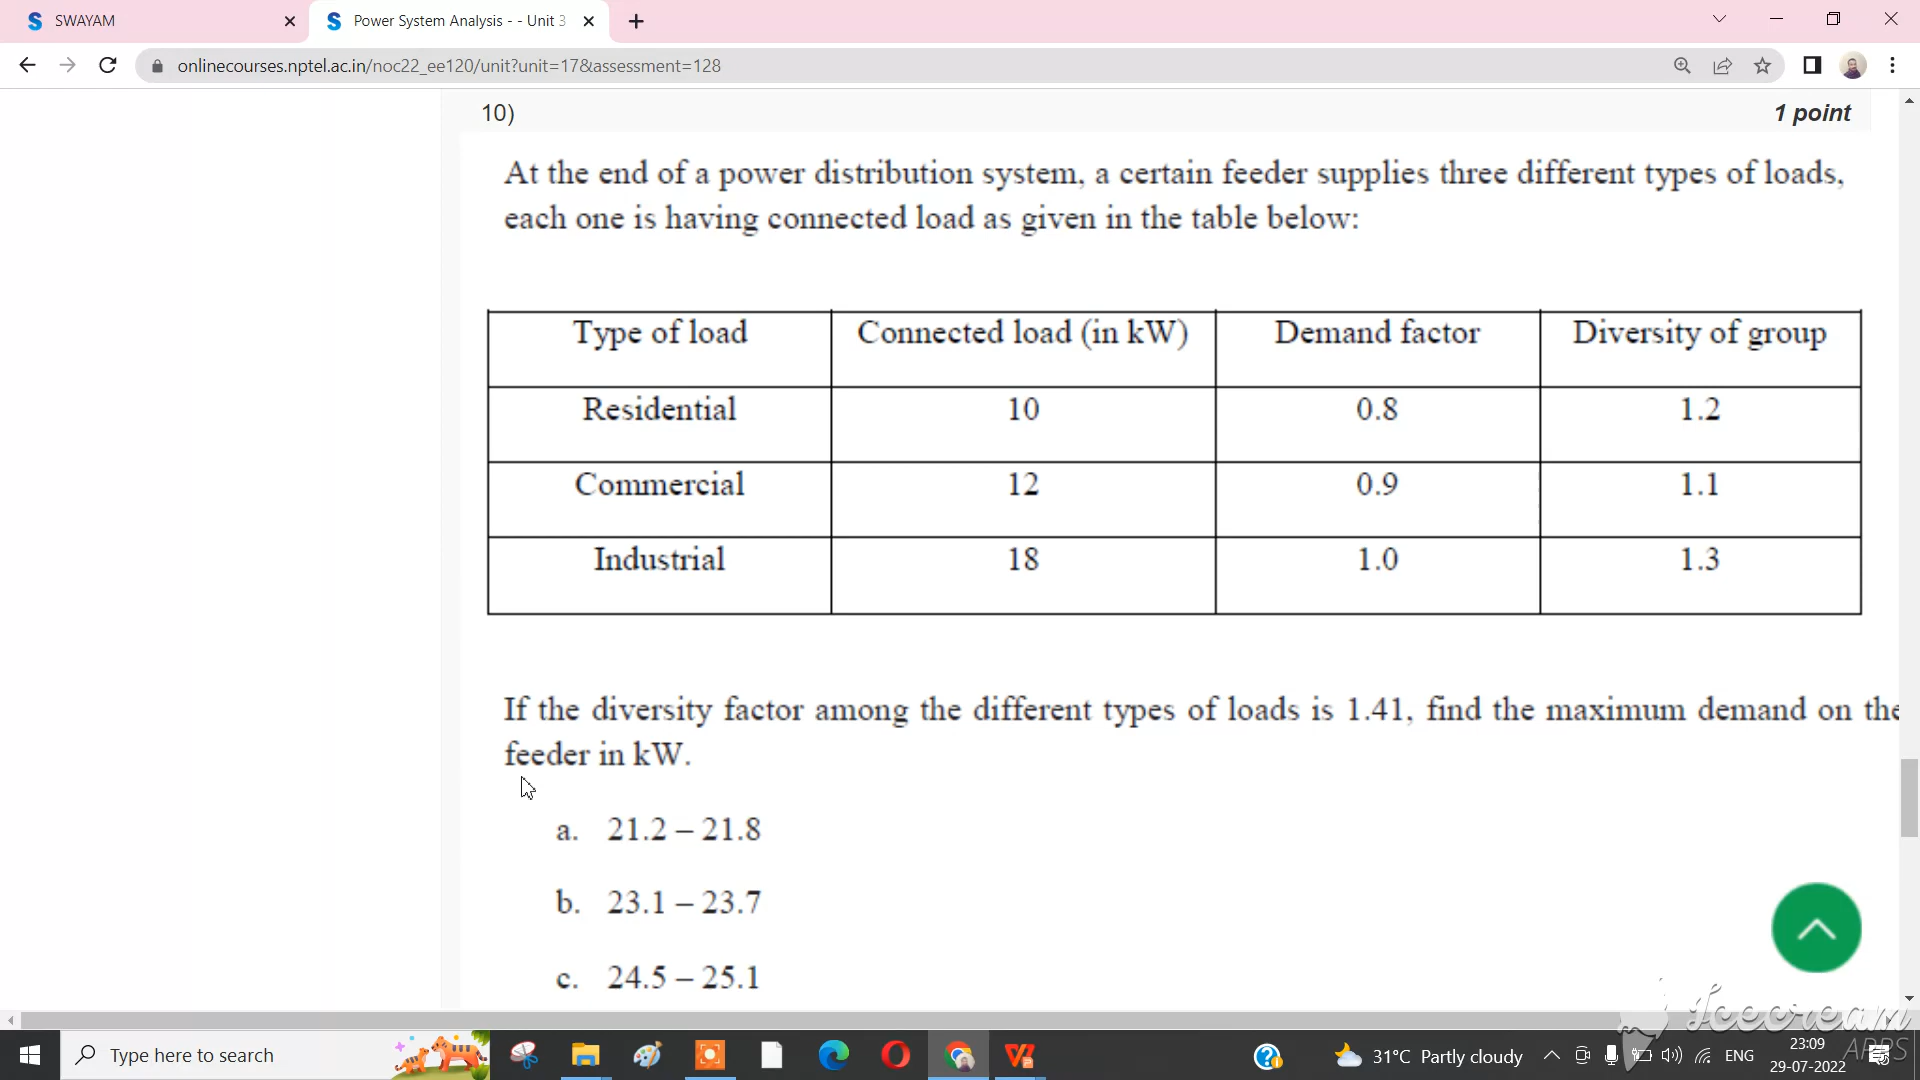 SWAYAM
Power System Analysis - - Unit 3
onlinecourses.nptel.ac.in/noc22_ee120/unit?unit=17&assessment=128
10)
1 point
At the end of a power distribution system, a certain feeder supplies three different types of loads,
each one is having connected load as given in the table below:
Type of load Connected load (in kW) Demand factor Diversity of group
Residential 10 0.8 1.2
Commercial 12 0.9 1.1
Industrial 18 1.0 1.3
If the diversity factor among the different types of loads is 1.41, find the maximum demand on the
feeder in kW.
a. 21.2 – 21.8
b. 23.1 – 23.7
c. 24.5 – 25.1
Icecream
APPS
Type here to search
31°C Partly cloudy
ENG
23:09
29-07-2022